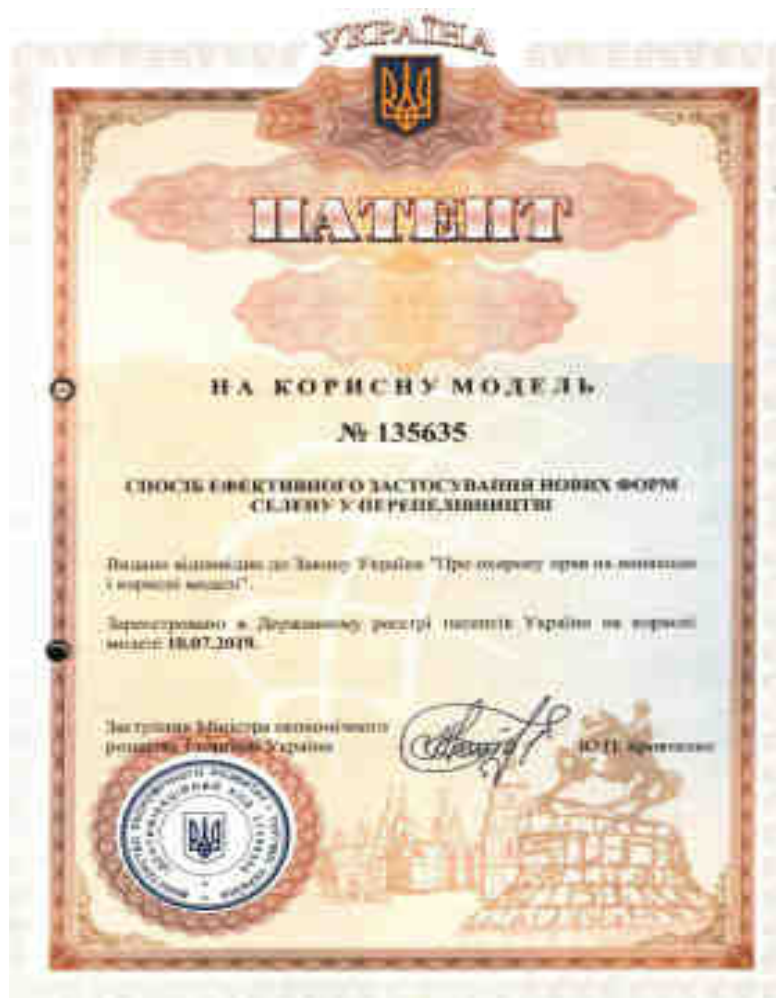 УКРАЇНА
ПАТЕНТ
НА КОРИСНУ МОДЕЛЬ
№ 135635
СПОСІБ ЕФЕКТИВНОГО ЗАСТОСУВАННЯ НОВИХ ФОРМ
СЕЛЕНУ У ПЕРЕПЕЛІВНИЦТВІ
Видано відповідно до Закону України "Про охорону прав на винаходи
і корисні моделі".
Зареєстровано в Державному реєстрі патентів України на корисні
моделі 10.07.2019.
Заступник Міністра економічного
розвитку і торгівлі України
Ю.П.